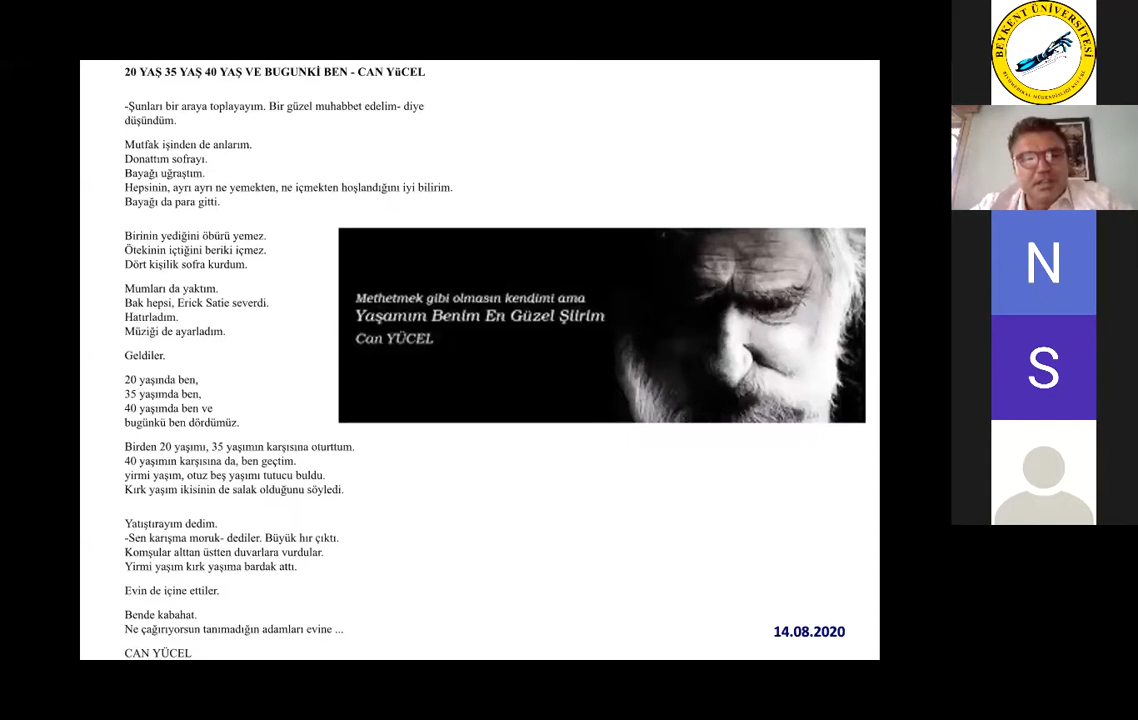 20 YAŞ 35 YAŞ 40 YAŞ VE BUGUNKİ BEN - CAN YüCEL
-Şunları bir araya toplayayım. Bir güzel muhabbet edelim- diye
düşündüm.
Mutfak işinden de anlarım.
Donattım sofrayı.
Bayağı uğraştım.
Hepsinin, ayrı ayrı ne yemekten, ne içmekten hoşlandığını iyi bilirim.
Bayağı da para gitti.
Birinin yediğini öbürü yemez.
Ötekinin içtiğini beriki içmez.
Dört kişilik sofra kurdum.
Mumları da yaktım.
Bak hepsi, Erick Satie severdi.
Hatırladım.
Müziği de ayarladım.
Geldiler.
20 yaşında ben,
35 yaşımda ben,
40 yaşımda ben ve
bugünkü ben dördümüz.
Birden 20 yaşımı, 35 yaşımın karşısına oturttum.
40 yaşımın karşısına da, ben geçtim.
yirmi yaşım, otuz beş yaşımı tutucu buldu.
Kırk yaşım ikisinin de salak olduğunu söyledi.
Yatıştırayım dedim.
-Sen karışma moruk- dediler. Büyük hır çıktı.
Komşular alttan üstten duvarlara vurdular.
Yirmi yaşım kırk yaşıma bardak attı.
Evin de içine ettiler.
Bende kabahat.
Ne çağırıyorsun tanımadığın adamları evine ...
CAN YÜCEL
Methetmek gibi olmasın kendimi ama
Yaşamım Benim En Güzel Şiirim
Can YÜCEL
14.08.2020
BEYKENT ÜNİVERSİTESİ
N
S